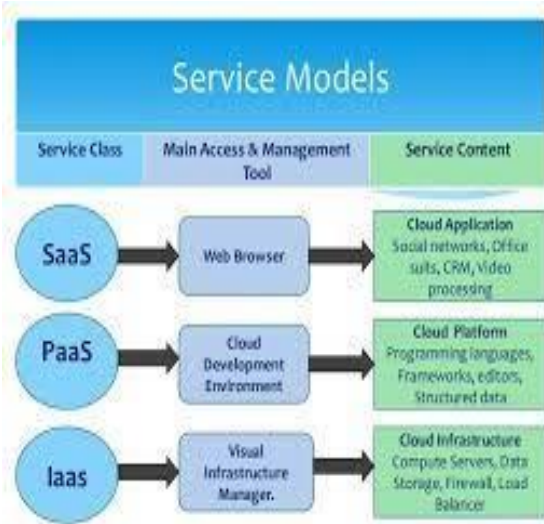 Service Models
Service Class
Main Access & Management
Tool
Service Content
SaaS
Web Browser
Cloud Application
Social networks, Office
suits, CRM, Video
processing
PaaS
Cloud
Development
Environment
Cloud Platform
Programming languages,
Frameworks, editors,
Structured data
Iaas
Visual
Infrastructure
Manager.
Cloud Infrastructure
Compute Servers, Data
Storage, Firewall, Load
Balancer